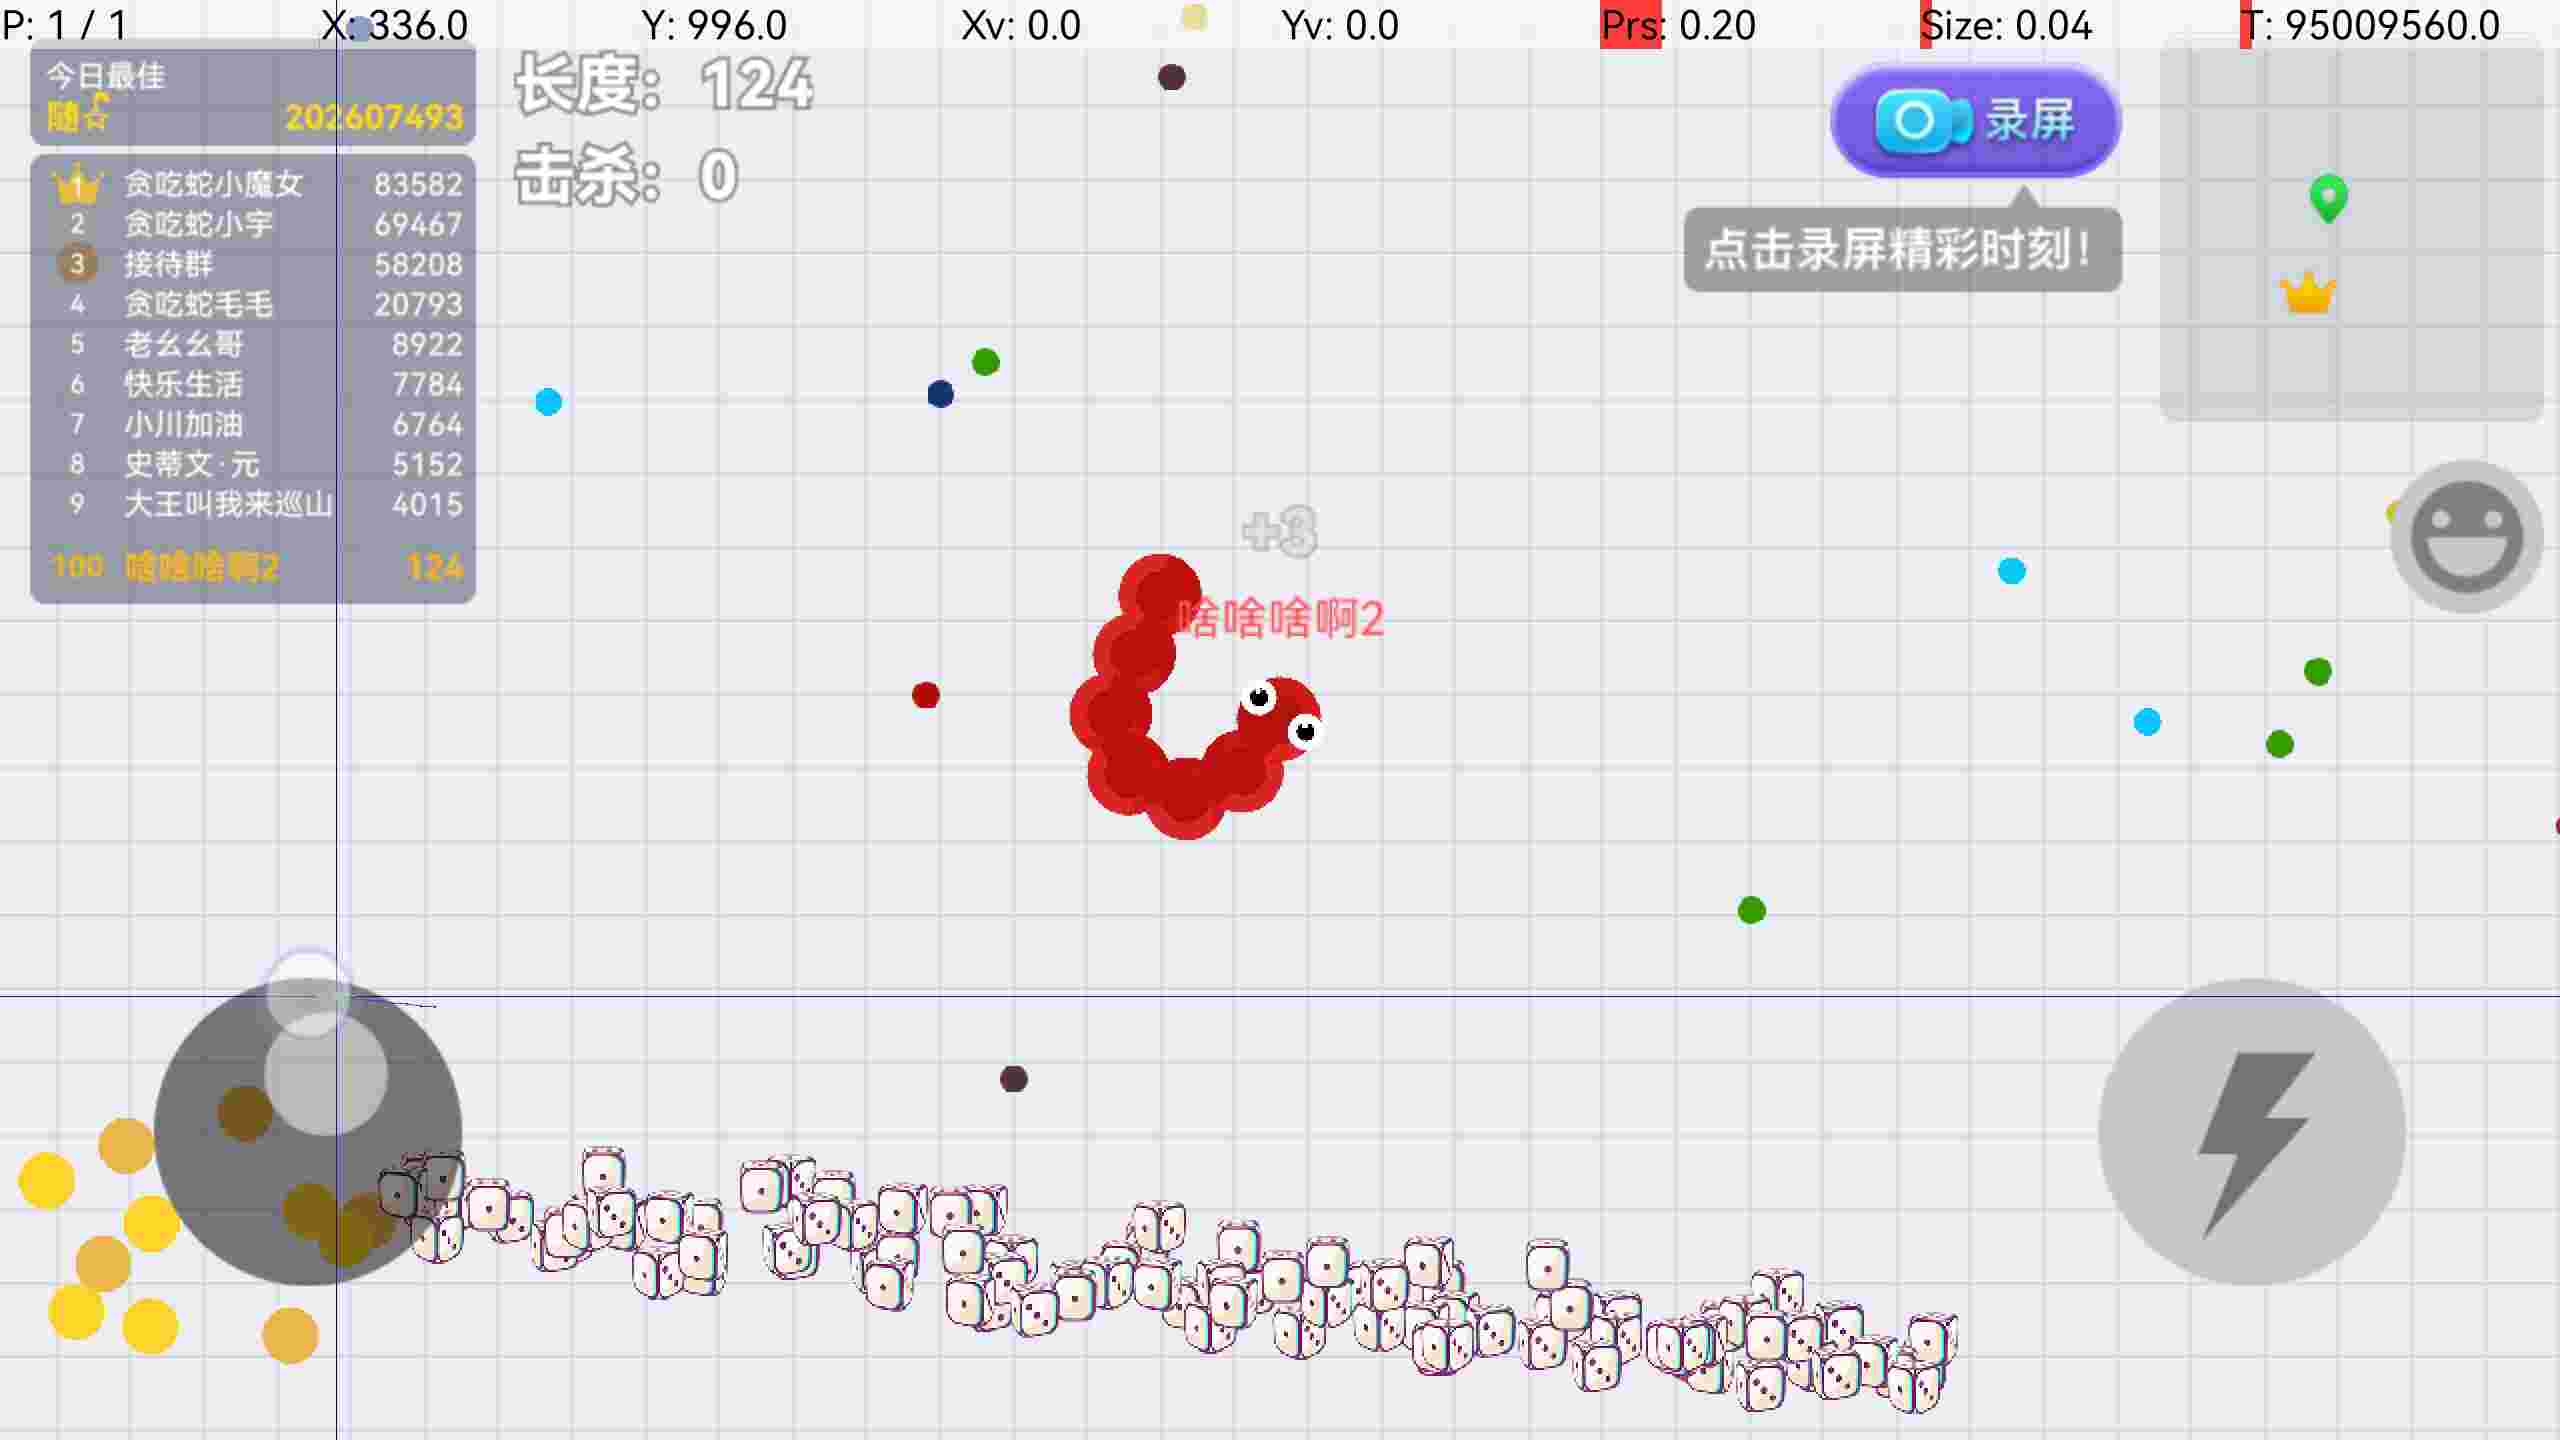 P: 1 / 1 X: 336.0 Y: 996.0 Xv: 0.0 Yv: 0.0 Prs: 0.20 Size: 0.04 T: 95009560.0
今日最佳
随☆ 202607493
1 贪吃蛇小魔女 83582
2 贪吃蛇小宇 69467
3 接待群 58208
4 贪吃蛇毛毛 20793
5 老幺幺哥 8922
6 快乐生活 7784
7 小川加油 6764
8 史蒂文·元 5152
9 大王叫我来巡山 4015
100 啥啥啥啊2 124
长度: 124
击杀: 0
录屏
点击录屏精彩时刻!
+3
啥啥啥啊2